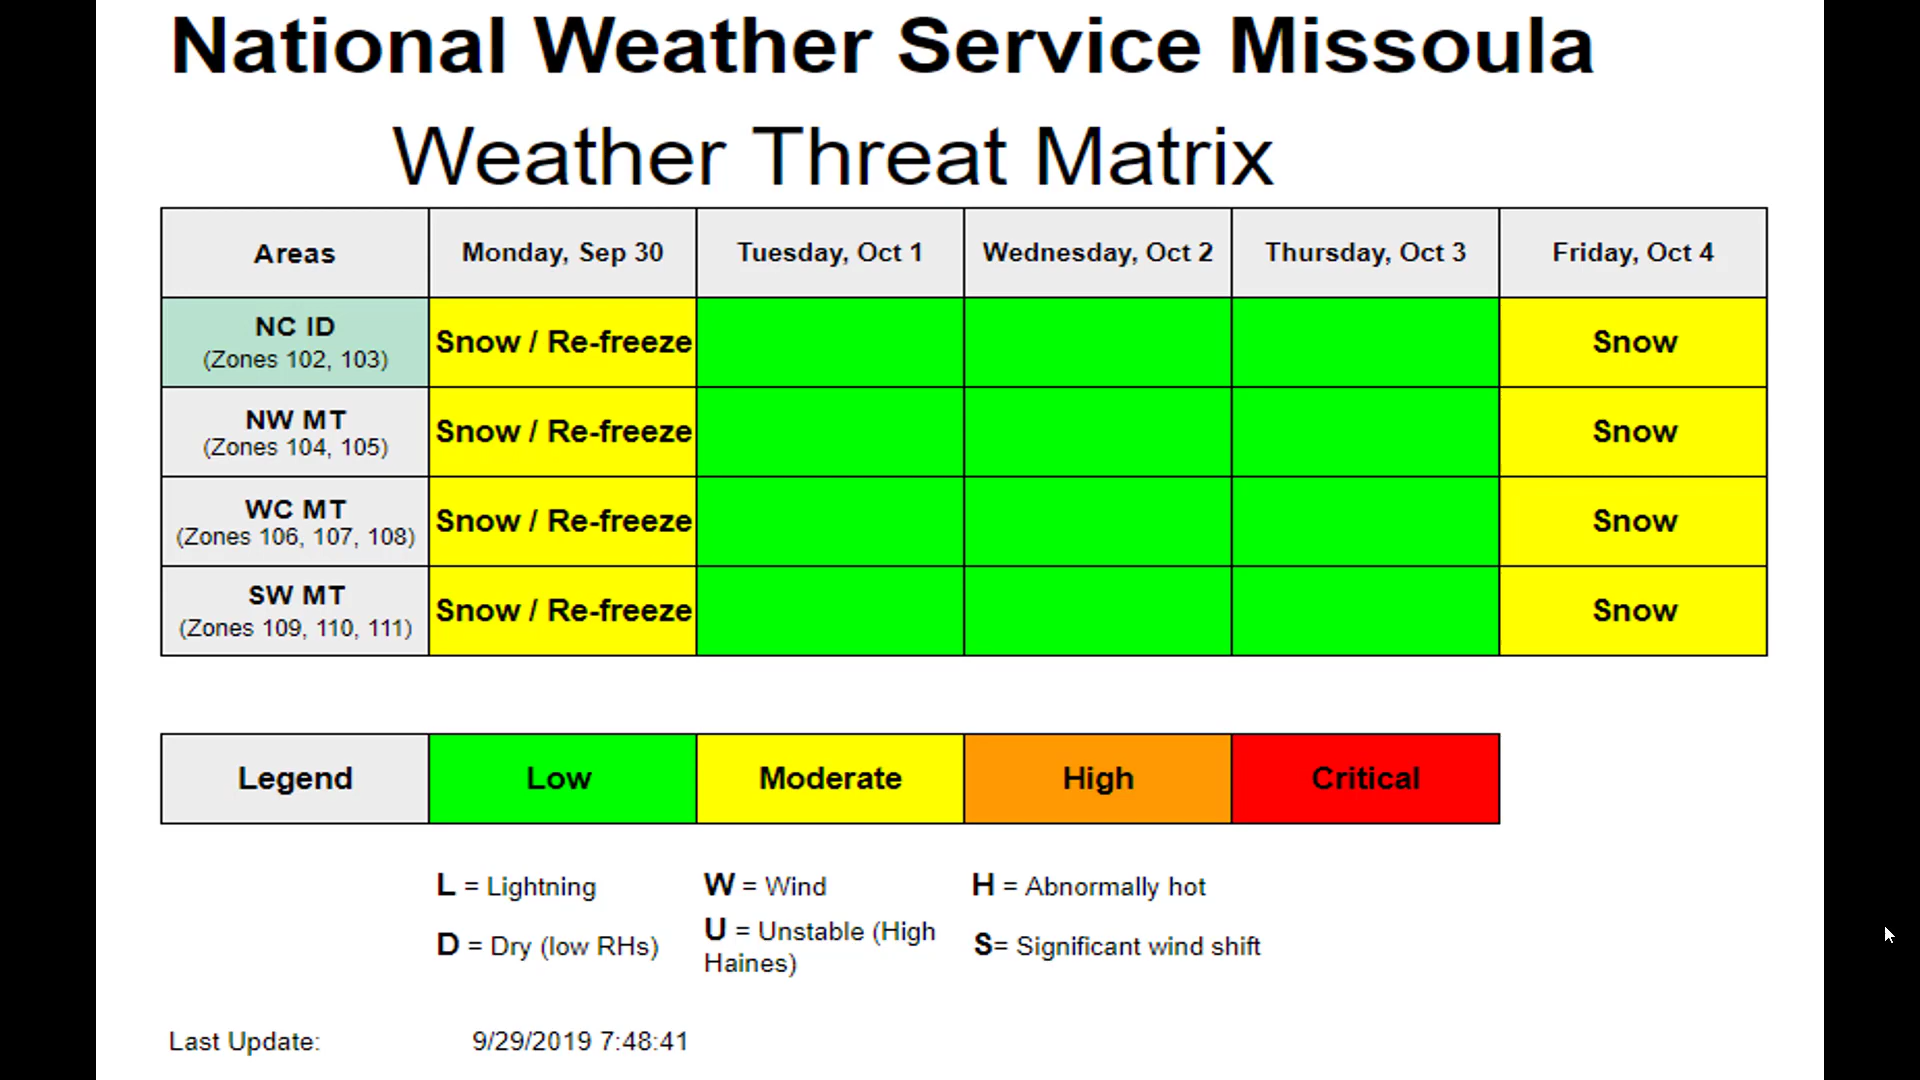 National Weather Service Missoula
Weather Threat Matrix
Areas Monday, Sep 30 Tuesday, Oct 1 Wednesday, Oct 2 Thursday, Oct 3 Friday, Oct 4
NC ID
(Zones 102, 103)
Snow / Re-freeze Snow
NW MT
(Zones 104, 105)
Snow / Re-freeze Snow
WC MT
(Zones 106, 107, 108)
Snow / Re-freeze Snow
SW MT
(Zones 109, 110, 111)
Snow / Re-freeze Snow
Legend Low Moderate High Critical
L = Lightning W = Wind H = Abnormally hot
D = Dry (low RHs) U = Unstable (High
Haines)
S= Significant wind shift
Last Update: 9/29/2019 7:48:41